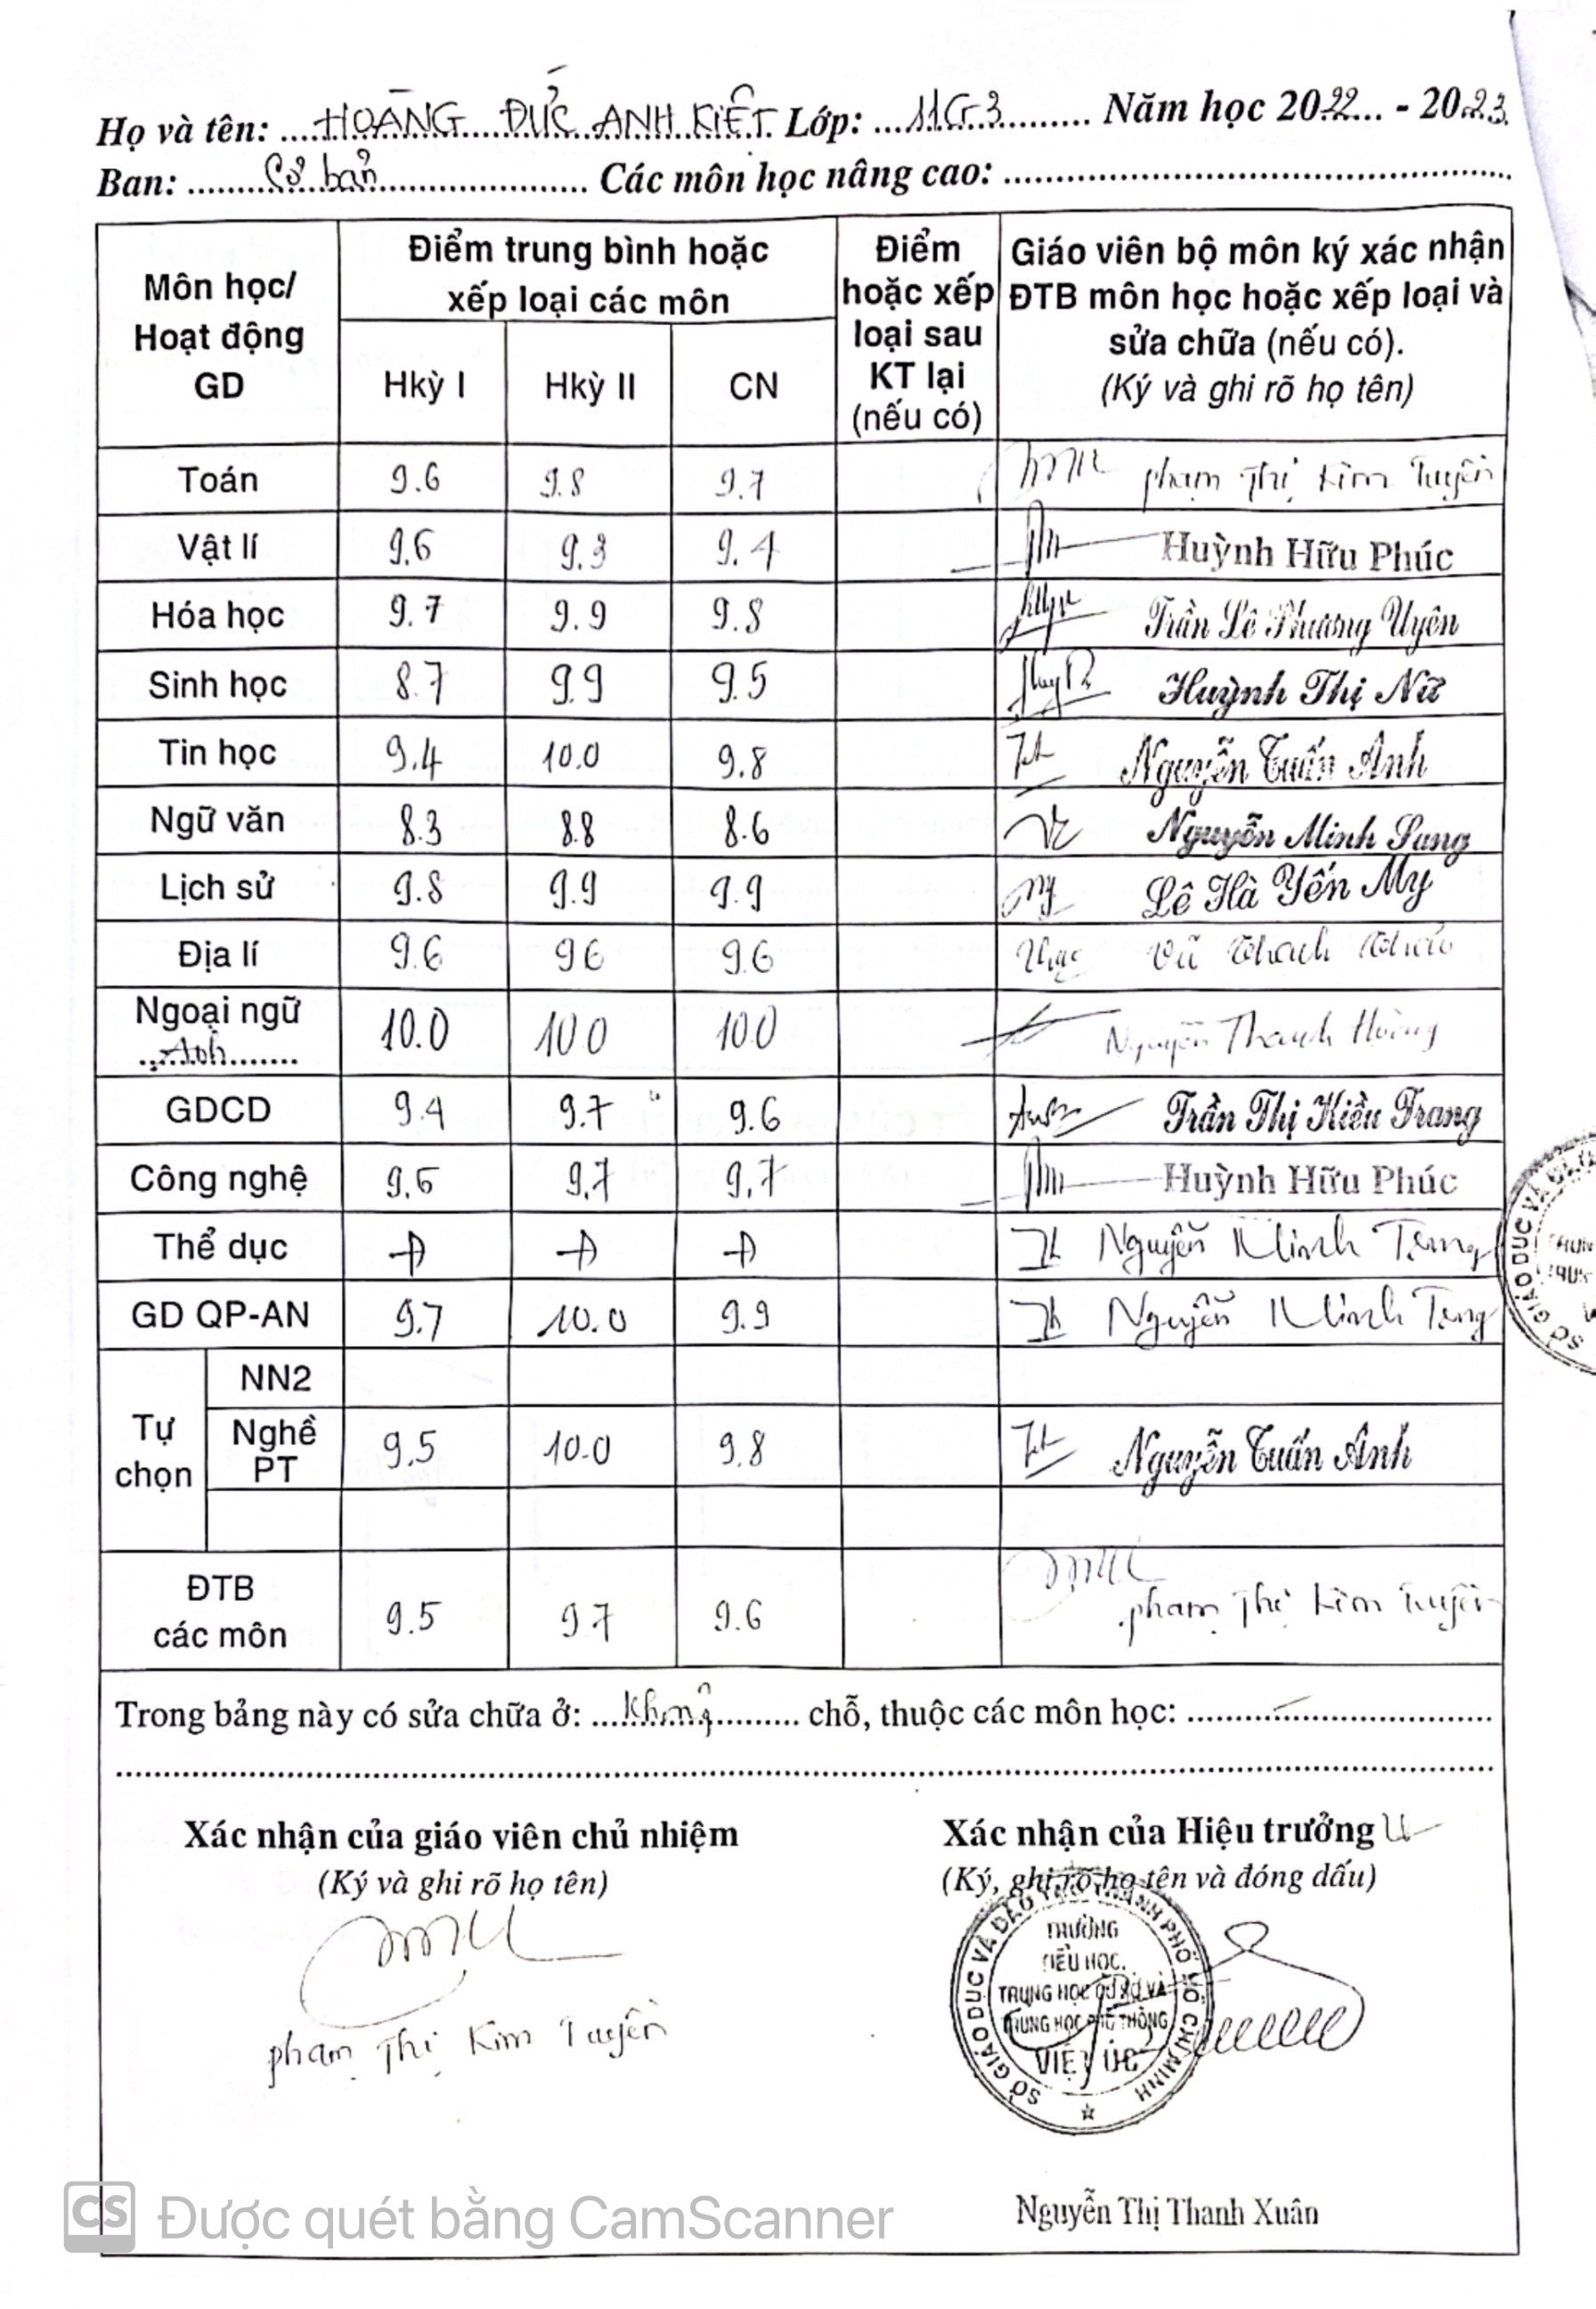 Họ và tên: HOÀNG ĐỨC ANH KIỆT Lớp: 11G3 Năm học 2022 - 2023
Ban: Cơ bản Các môn học nâng cao:
Môn học/ Hoạt động GD Điểm trung bình hoặc xếp loại các môn Điểm hoặc xếp loại sau KT lại (nếu có) Giáo viên bộ môn ký xác nhận ĐTB môn học hoặc xếp loại và sửa chữa (nếu có). (Ký và ghi rõ họ tên)
Hkỳ I Hkỳ II CN
Toán 9.6 9.8 9.7 Phạm Thị Kim Tuyền
Vật lí 9.6 9.3 9.4 Huỳnh Hữu Phúc
Hóa học 9.7 9.9 9.8 Trần Lê Phương Uyên
Sinh học 8.7 9.9 9.5 Huỳnh Thị Nữ
Tin học 9.4 10.0 9.8 Nguyễn Tuấn Anh
Ngữ văn 8.3 8.8 8.6 Nguyễn Minh Sang
Lịch sử 9.8 9.9 9.9 Lê Hà Yến My
Địa lí 9.6 9.6 9.6 Vũ Thanh Thảo
Ngoại ngữ 10.0 10.0 10.0 Nguyễn Thanh Hoàng
Anh
GDCD 9.4 9.7 9.6 Trần Thị Kiều Trang
Công nghệ 9.6 9.7 9.7 Huỳnh Hữu Phúc
Thể dục Đ Đ Đ Nguyễn Minh
GD QP-AN 9.7 10.0 9.9 Nguyễn Minh
Tự chọn
NN2
Nghề PT 9.5 10.0 9.8 Nguyễn Tuấn Anh
ĐTB các môn 9.5 9.7 9.6 Phạm Thị Kim Tuyền
Trong bảng này có sửa chữa ở: Không chỗ, thuộc các môn học:
Xác nhận của giáo viên chủ nhiệm
(Ký và ghi rõ họ tên)
Phạm Thị Kim Tuyền
Xác nhận của Hiệu trưởng
(Ký, ghi rõ họ tên và đóng dấu)
SỞ GIÁO DỤC VÀ ĐÀO TẠO THÀNH PHỐ HỒ CHÍ MINH
TRƯỜNG
TIỂU HỌC,
TRUNG HỌC CƠ SỞ VÀ
TRUNG HỌC PHỔ THÔNG
VIỆT ÚC
Nguyễn Thị Thanh Xuân
SỞ GIÁO DỤC VÀ
CS Được quét bằng CamScanner